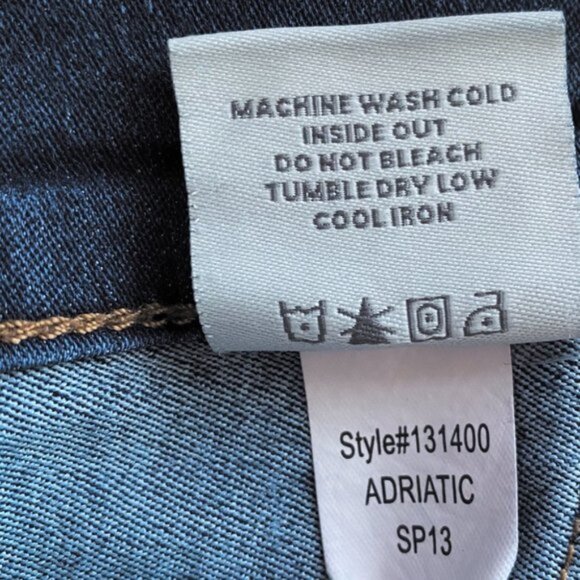 MACHINE WASH COLD
INSIDE OUT
DO NOT BLEACH
TUMBLE DRY LOW
COOL IRON
Style#131400
ADRIATIC
SP13